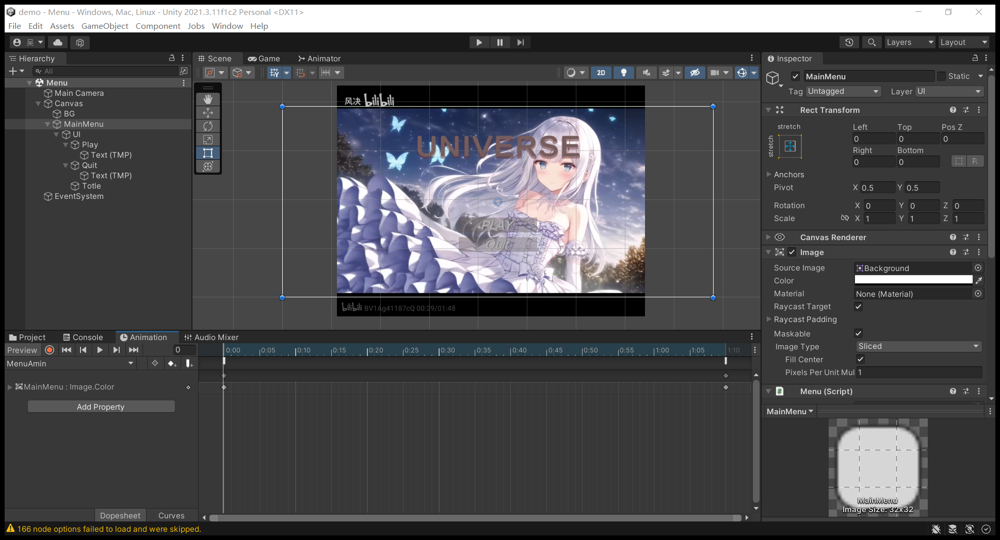 demo - Menu - Windows, Mac, Linux - Unity 2021.3.11f1c2 Personal <DX11>
File Edit Assets GameObject Component Jobs Window Help
吴
Layers
Layout
Hierarchy
All
Menu
Main Camera
Canvas
BG
MainMenu
UI
Play
Text (TMP)
Quit
Text (TMP)
Totle
EventSystem
Scene Game Animator
2D
风决 bilibili
UNIVERSE
PLAY
Quit
bilibili BV1Ag41187cQ 00:29/01:48
Inspector
MainMenu
Static
Tag Untagged Layer UI
Rect Transform
stretch
stretch
Left Top Pos Z
0 0 0
Right Bottom
0 0
R
Anchors
Pivot X 0.5 Y 0.5
Rotation X 0 Y 0 Z 0
Scale X 1 Y 1 Z 1
Canvas Renderer
Image
Source Image Background
Color
Material None (Material)
Raycast Target
Raycast Padding
Maskable
Image Type Sliced
Fill Center
Pixels Per Unit Mul 1
Menu (Script)
MainMenu
MainMenu
Image Size: 32x32
Project Console Animation Audio Mixer
Preview 0
0:00 0:05 0:10 0:15 0:20 0:25 0:30 0:35 0:40 0:45 0:50 0:55 1:00 1:05 1:10
MenuAmin
MainMenu : Image.Color
Add Property
Dopesheet Curves
166 node options failed to load and were skipped.